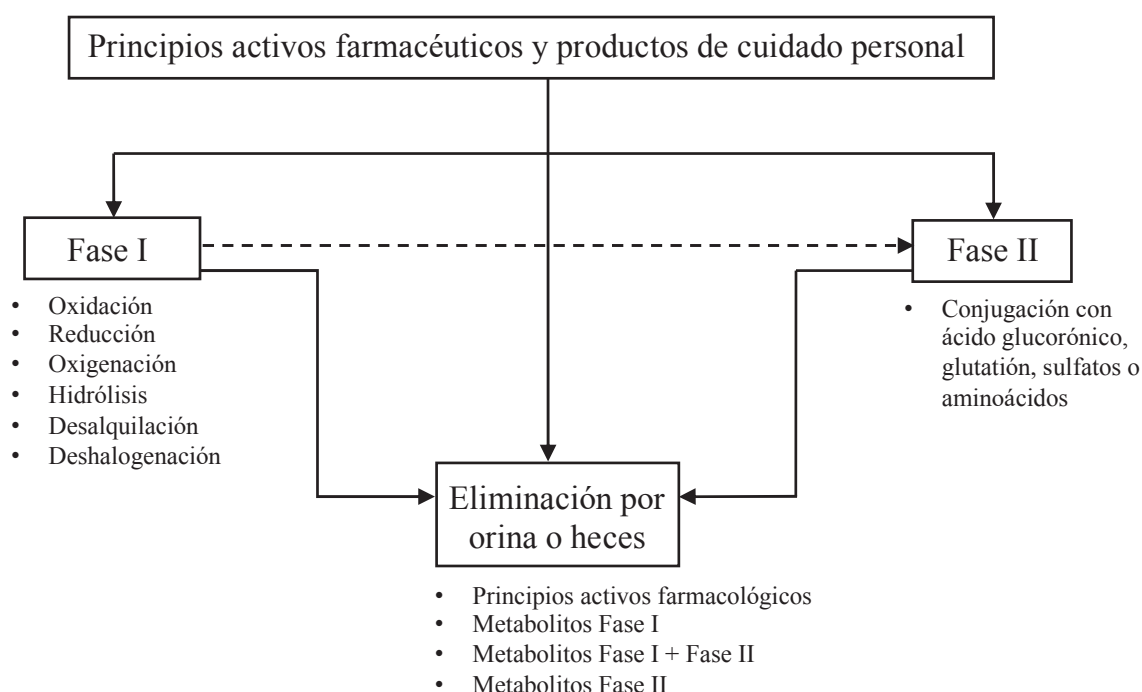 Principios activos farmacéuticos y productos de cuidado personal
Fase I
• Oxidación
• Reducción
• Oxigenación
• Hidrólisis
• Desalquilación
• Deshalogenación
Fase II
• Conjugación con
ácido glucorónico,
glutatión, sulfatos o
aminoácidos
Eliminación por
orina o heces
• Principios activos farmacológicos
• Metabolitos Fase I
• Metabolitos Fase I + Fase II
• Metabolitos Fase II